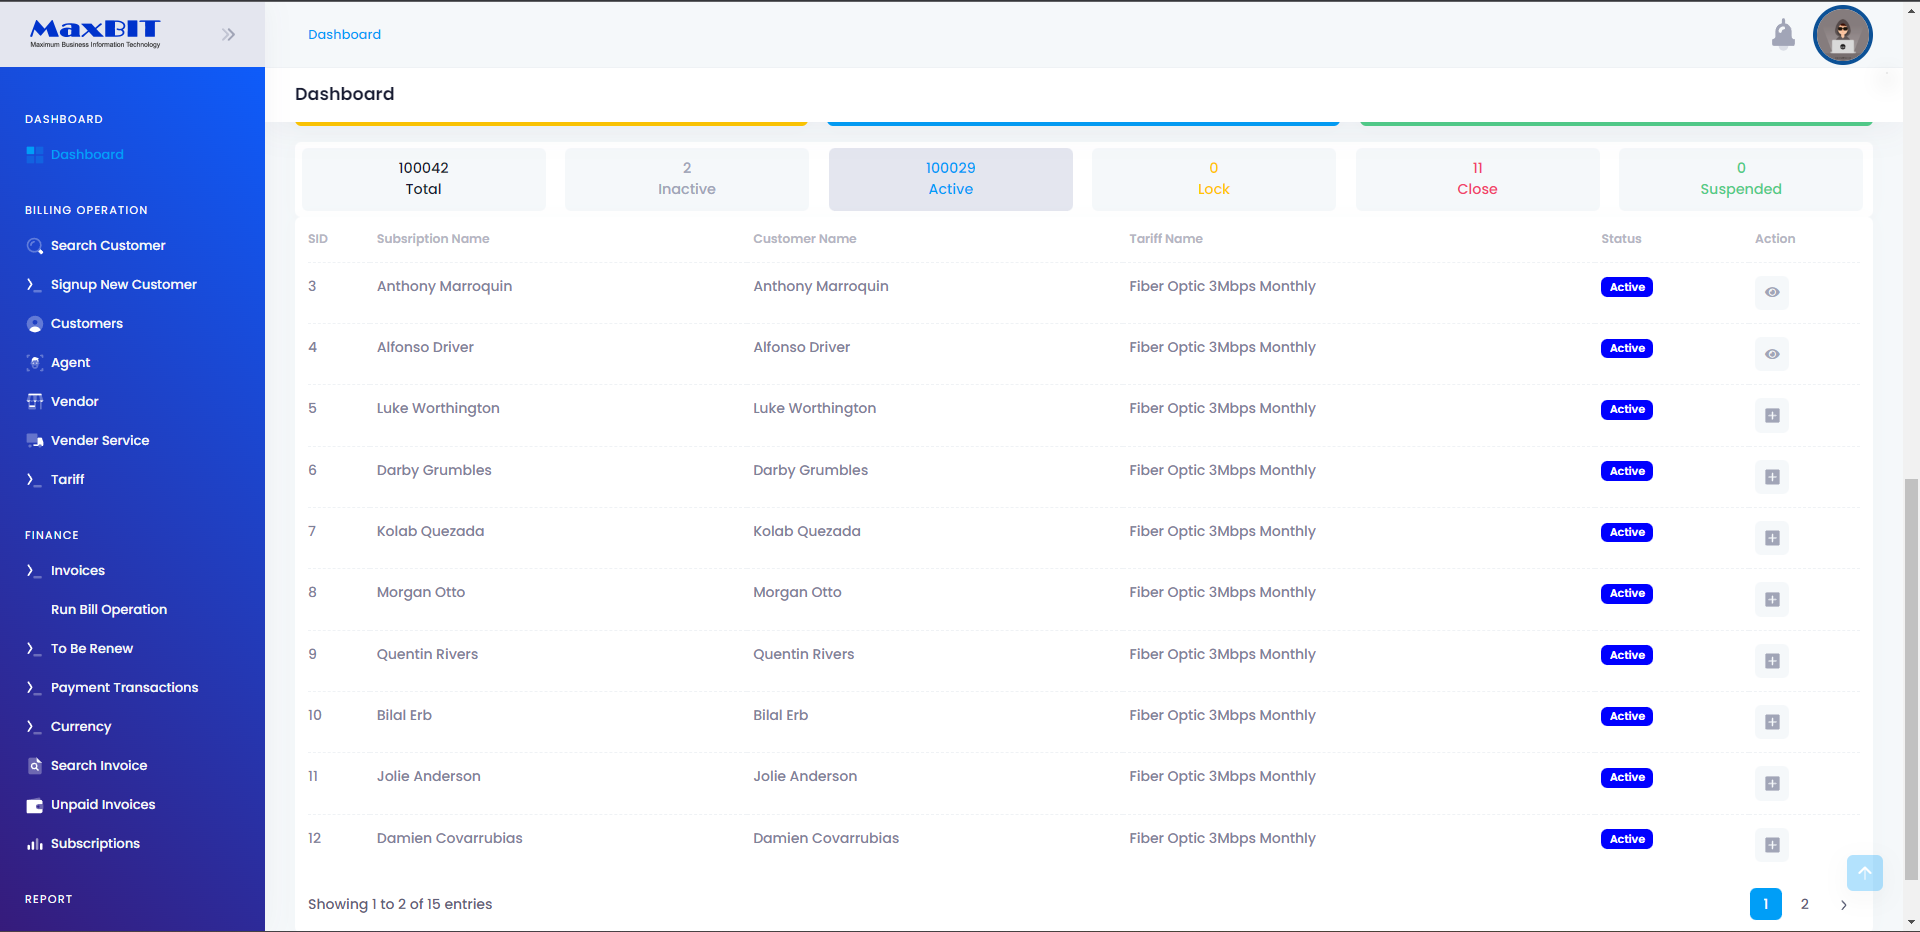 MaxBIT
Maximum Business Information Technology
Dashboard
Dashboard
DASHBOARD
Dashboard
BILLING OPERATION
Search Customer
Signup New Customer
Customers
Agent
Vendor
Vender Service
Tariff
FINANCE
Invoices
Run Bill Operation
To Be Renew
Payment Transactions
Currency
Search Invoice
Unpaid Invoices
Subscriptions
REPORT
100042 2 100029 0 11 0
Total Inactive Active Lock Close Suspended
SID Subsription Name Customer Name Tariff Name Status Action
3 Anthony Marroquin Anthony Marroquin Fiber Optic 3Mbps Monthly Active
4 Alfonso Driver Alfonso Driver Fiber Optic 3Mbps Monthly Active
5 Luke Worthington Luke Worthington Fiber Optic 3Mbps Monthly Active
6 Darby Grumbles Darby Grumbles Fiber Optic 3Mbps Monthly Active
7 Kolab Quezada Kolab Quezada Fiber Optic 3Mbps Monthly Active
8 Morgan Otto Morgan Otto Fiber Optic 3Mbps Monthly Active
9 Quentin Rivers Quentin Rivers Fiber Optic 3Mbps Monthly Active
10 Bilal Erb Bilal Erb Fiber Optic 3Mbps Monthly Active
11 Jolie Anderson Jolie Anderson Fiber Optic 3Mbps Monthly Active
12 Damien Covarrubias Damien Covarrubias Fiber Optic 3Mbps Monthly Active
Showing 1 to 2 of 15 entries 1 2